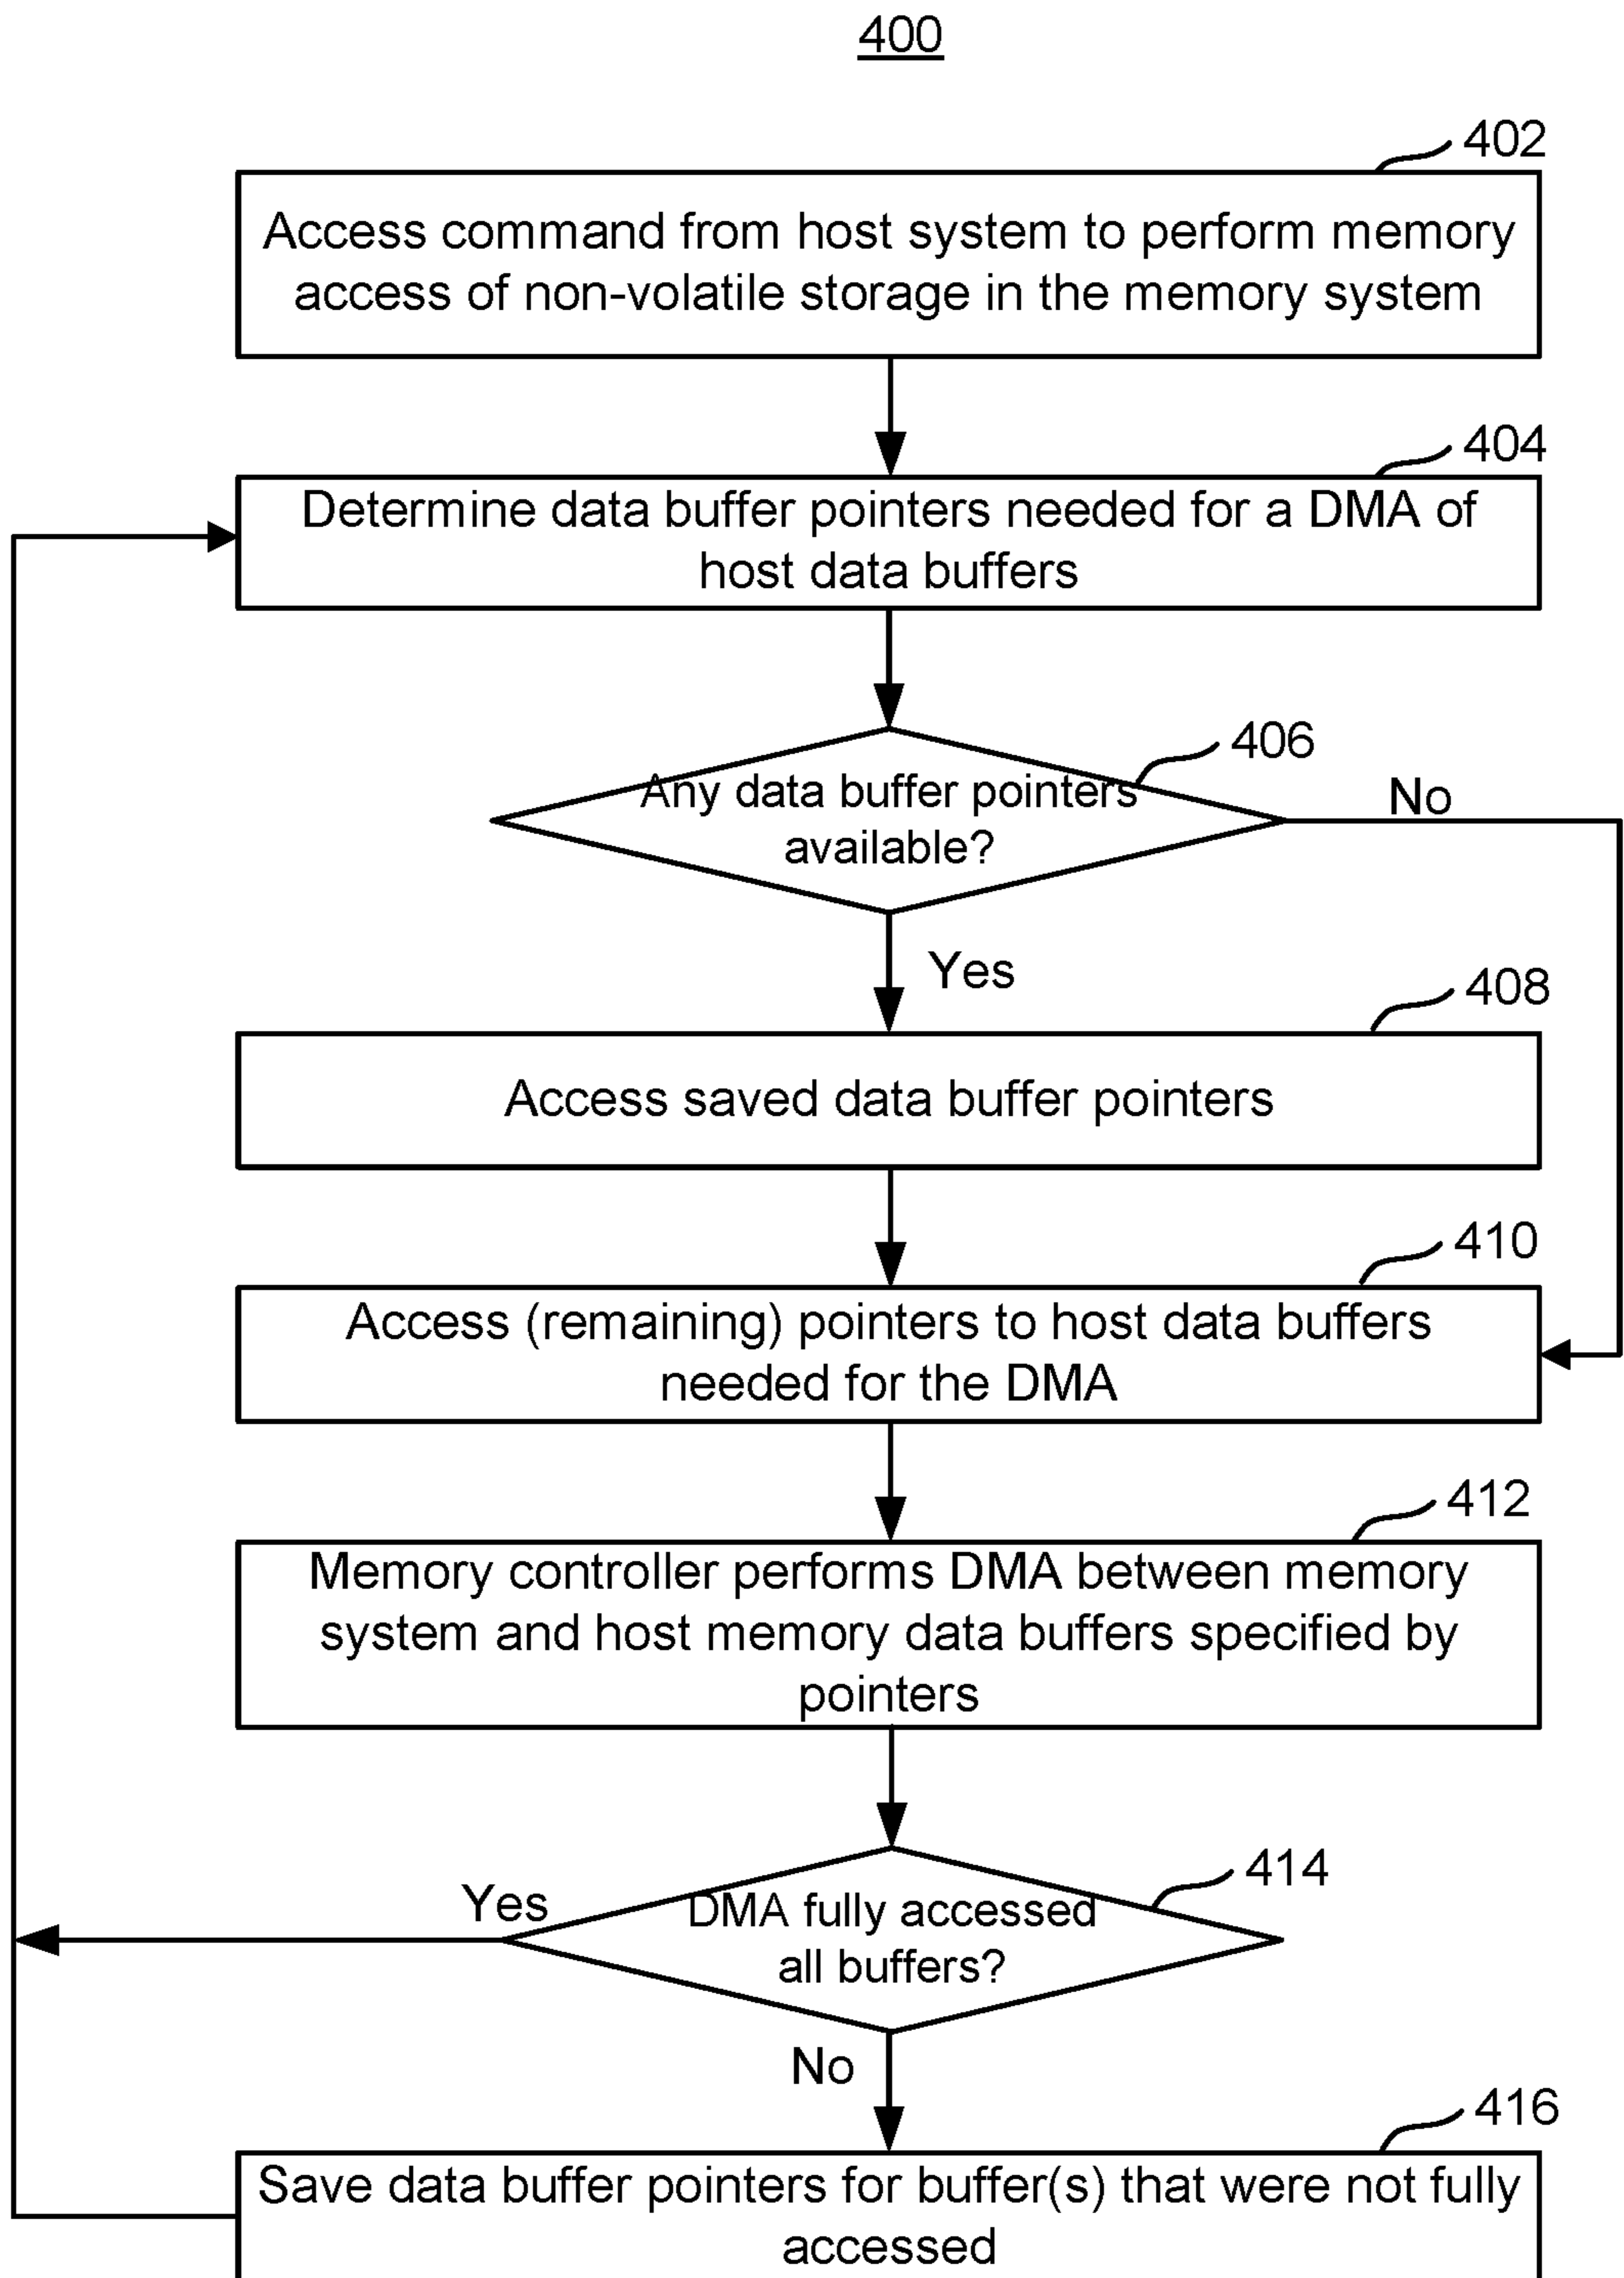 400
402
Access command from host system to perform memory
access of non-volatile storage in the memory system
404
Determine data buffer pointers needed for a DMA of
host data buffers
406
Any data buffer pointers
available?
No
Yes
408
Access saved data buffer pointers
410
Access (remaining) pointers to host data buffers
needed for the DMA
412
Memory controller performs DMA between memory
system and host memory data buffers specified by
pointers
414
Yes
DMA fully accessed
all buffers?
No
416
Save data buffer pointers for buffer(s) that were not fully
accessed